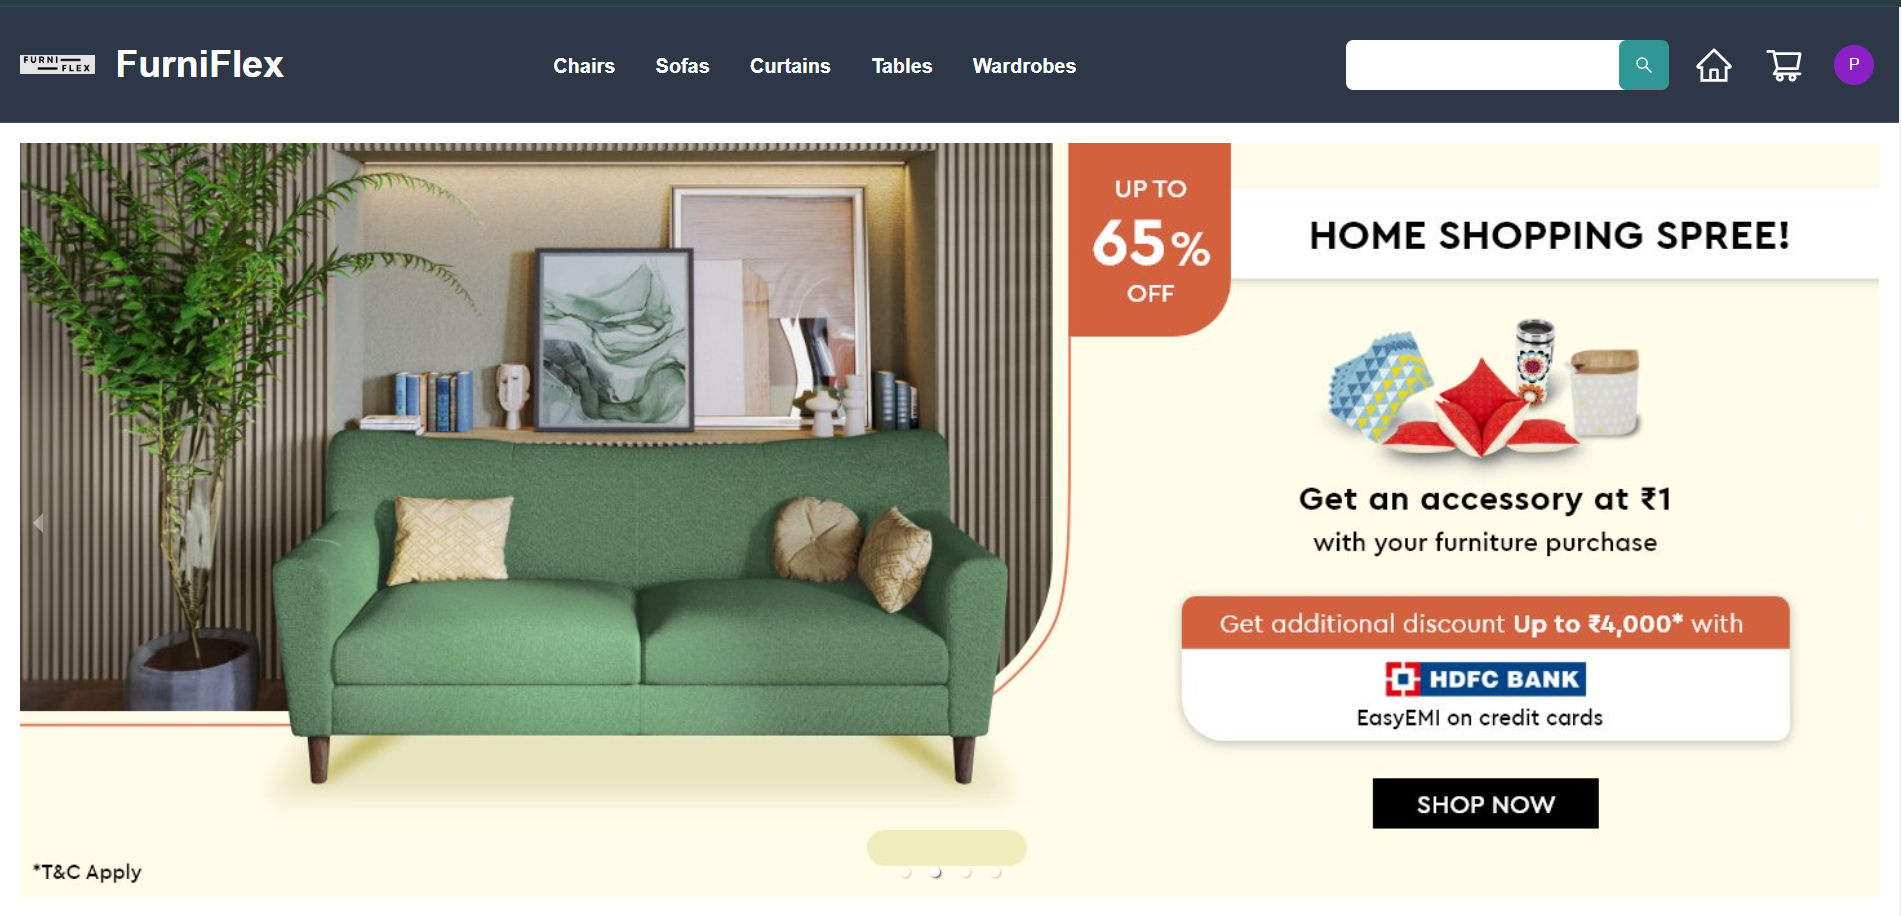 FURNI
FLEX
FurniFlex
Chairs
Sofas
Curtains
Tables
Wardrobes
P
UP TO
65%
OFF
HOME SHOPPING SPREE!
Get an accessory at ₹1
with your furniture purchase
Get additional discount Up to ₹4,000* with
HDFC BANK
EasyEMI on credit cards
SHOP NOW
*T&C Apply